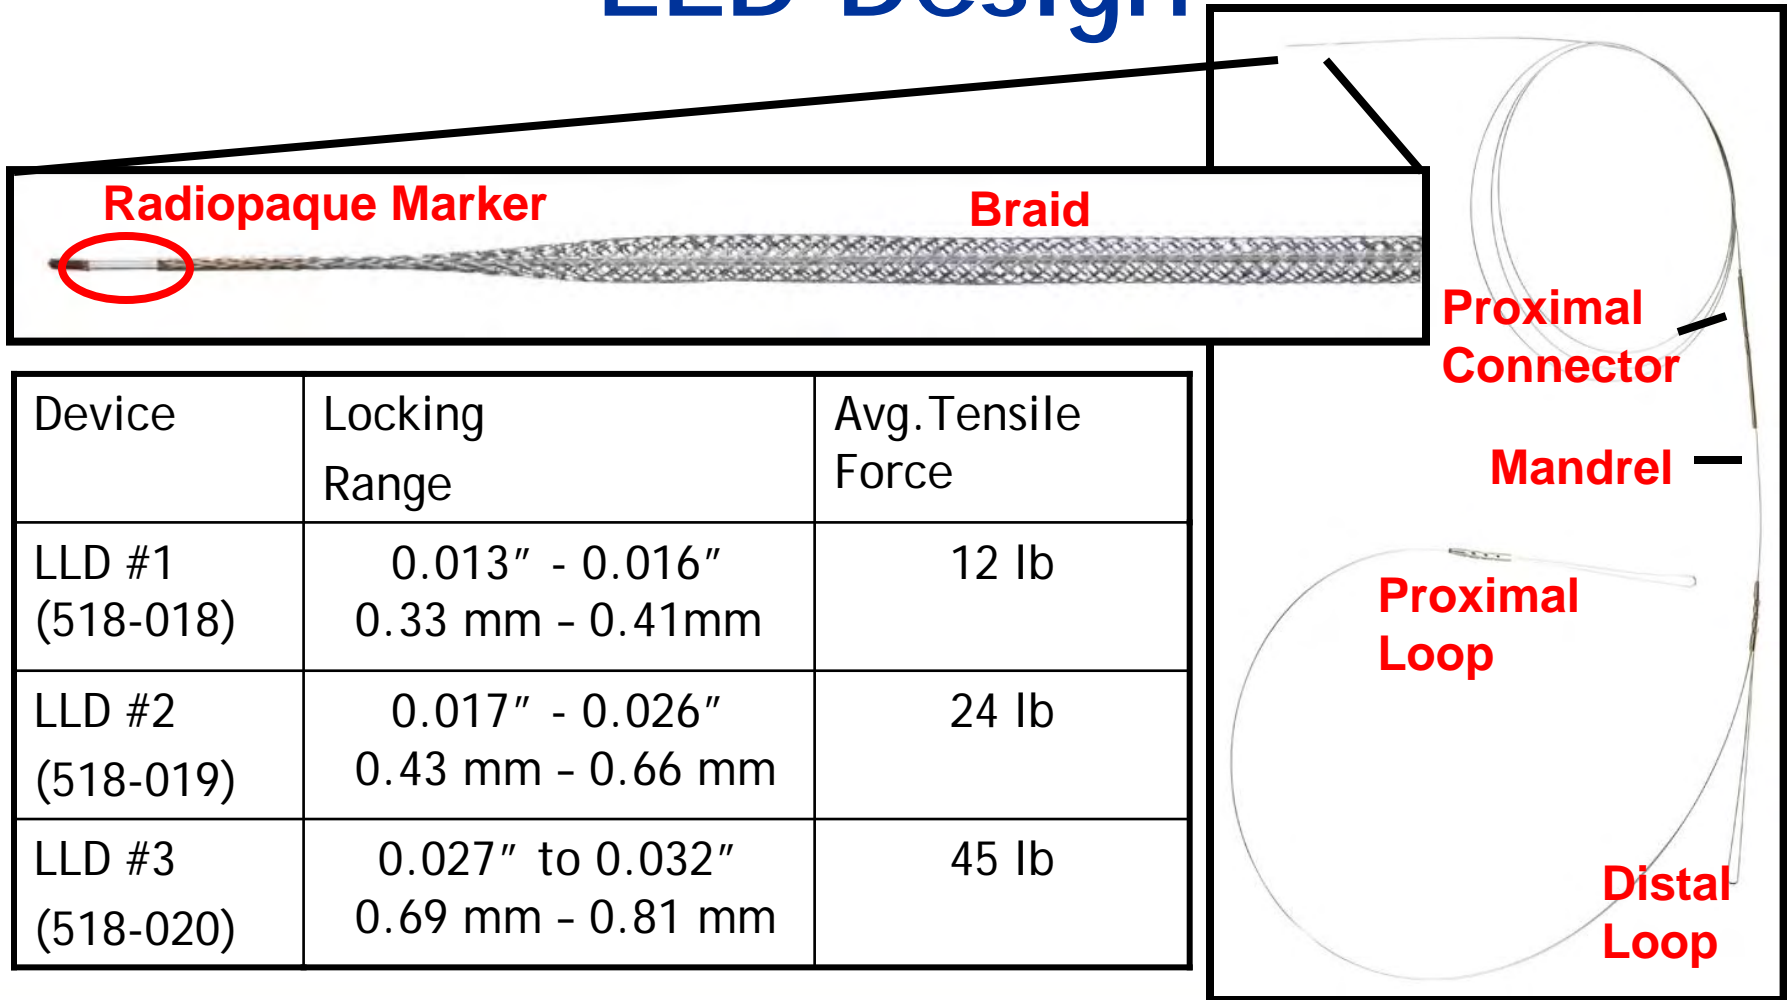 LLD Design
Radiopaque Marker
Braid
Proximal
Connector
Mandrel
Proximal
Loop
Distal
Loop
Device
Locking
Range
Avg. Tensile
Force
LLD #1
(518-018)
0.013″ - 0.016″
0.33 mm – 0.41mm
12 lb
LLD #2
(518-019)
0.017″ - 0.026″
0.43 mm – 0.66 mm
24 lb
LLD #3
(518-020)
0.027″ to 0.032″
0.69 mm – 0.81 mm
45 lb